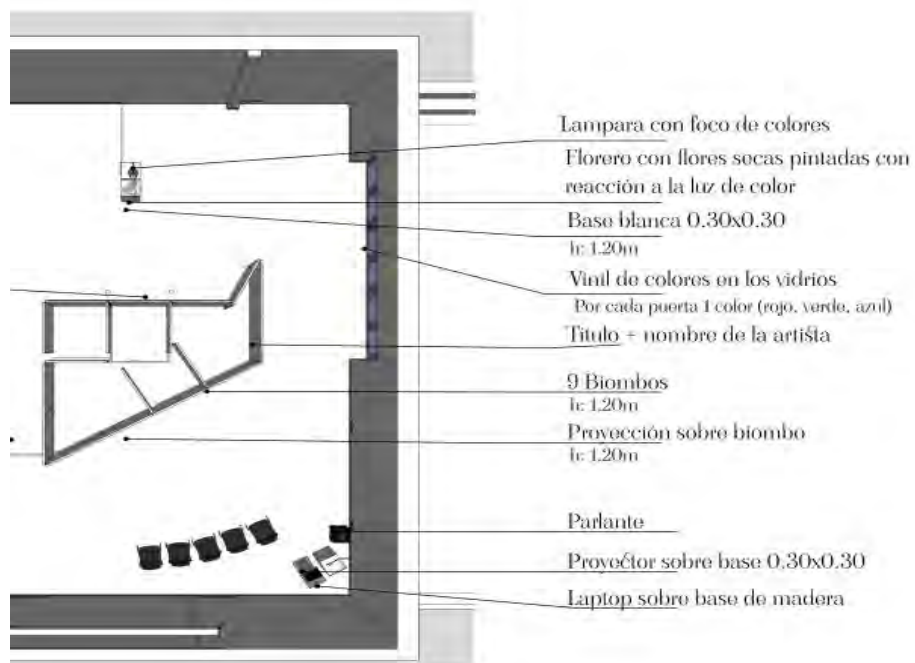 Lampara con foco de colores
Florero con flores secas pintadas con
reacción a la luz de color
Base blanca 0.30x0.30
h: 1.20m
Vinil de colores en los vidrios
Por cada puerta 1 color (rojo, verde, azul)
Titulo + nombre de la artista
9 Biombos
h: 1.20m
Proyección sobre biombo
h: 1.20m
Parlante
Proyector sobre base 0.30x0.30
Laptop sobre base de madera